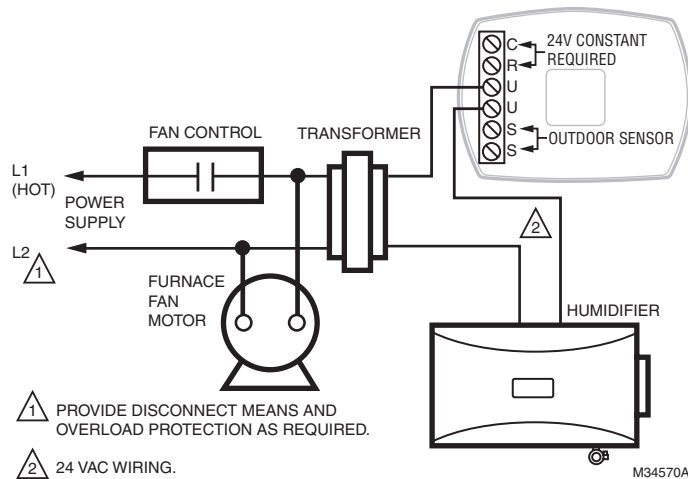 C
R
U
U
S
S
24V CONSTANT
REQUIRED
OUTDOOR SENSOR
FAN CONTROL
TRANSFORMER
L1
(HOT)
POWER
SUPPLY
L2
1
2
FURNACE
FAN
MOTOR
HUMIDIFIER
1 PROVIDE DISCONNECT MEANS AND
OVERLOAD PROTECTION AS REQUIRED.
2 24 VAC WIRING.
M34570A